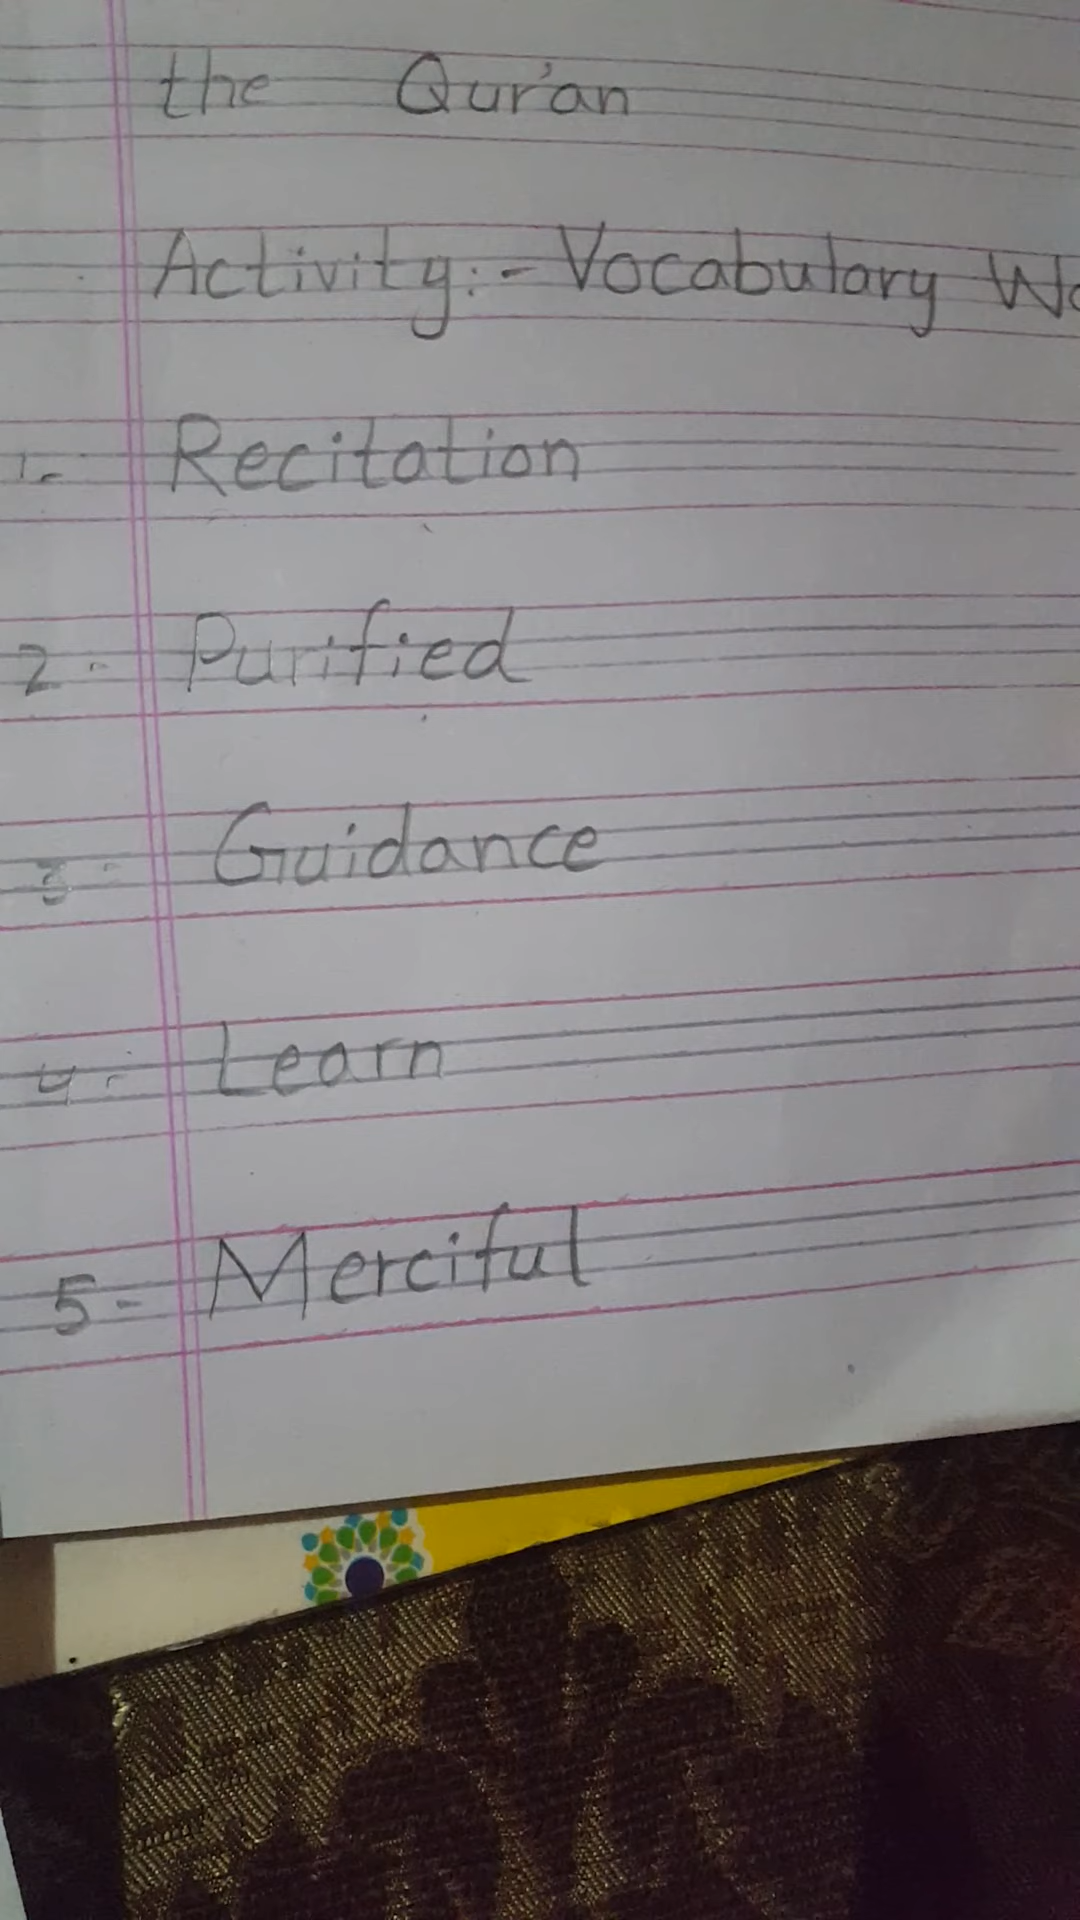 the Qur'an
Activity:- Vocabulary
1- Recitation
2- Purified
3- Guidance
4- Learn
5- Merciful